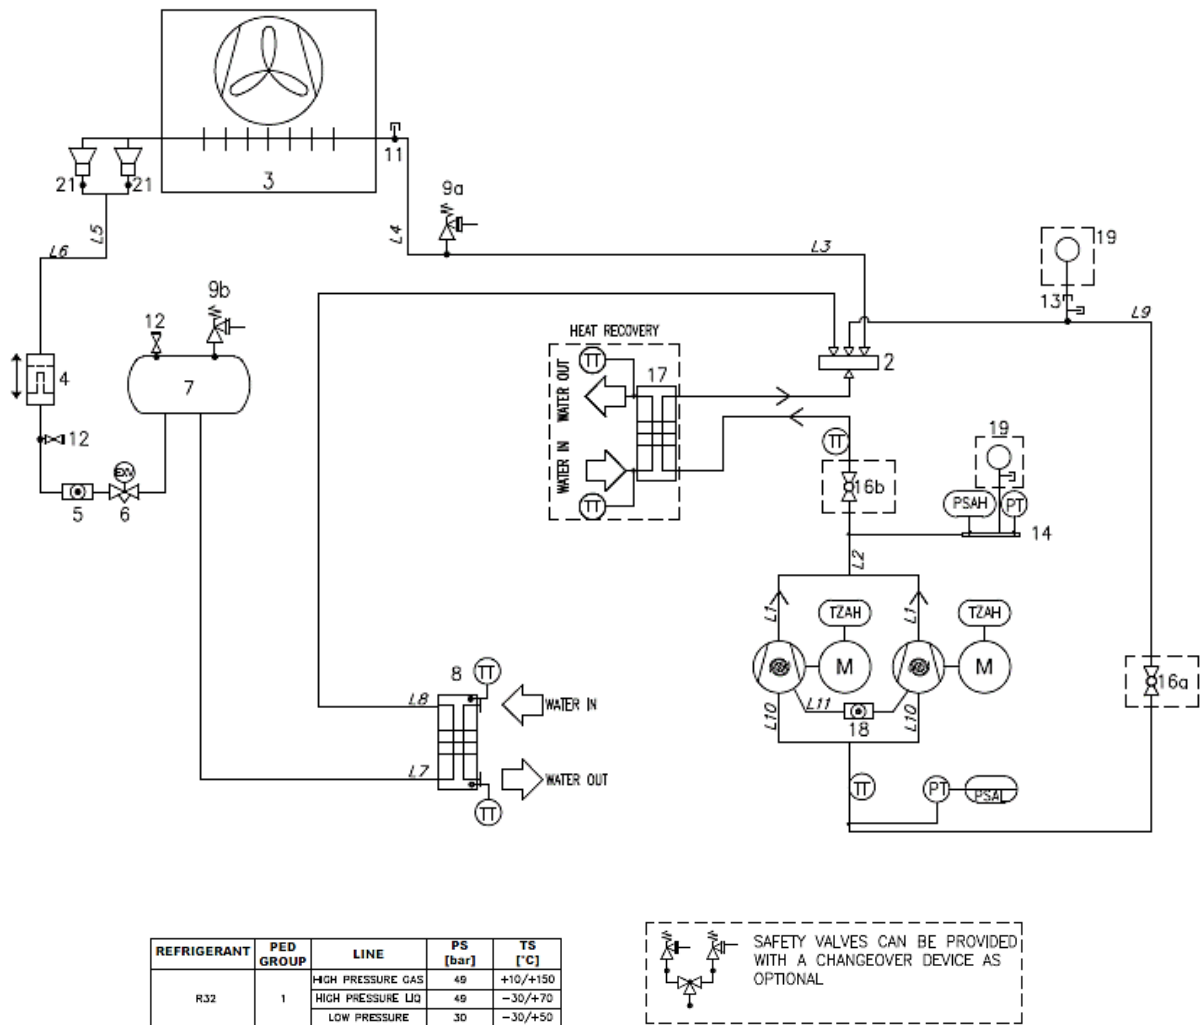 3
11
21
21
9a
L5
L4
L6
L3
19
13
L9
9b
12
HEAT RECOVERY
TT
17
2
WATER OUT
4
7
12
WATER IN
TT
19
EXV
TT
16b
PSAH
PT
14
5
6
L2
L1
TZAH
L1
TZAH
M
M
8
TT
16a
L8
WATER IN
L10
L11
18
L10
L7
WATER OUT
TT
TT
PT
PSAL
REFRIGERANT PED GROUP LINE PS [bar] TS [°C]
R32 1
HIGH PRESSURE GAS 49 +10/+150
HIGH PRESSURE LIQ 49 -30/+70
LOW PRESSURE 30 -30/+50
SAFETY VALVES CAN BE PROVIDED
WITH A CHANGEOVER DEVICE AS
OPTIONAL